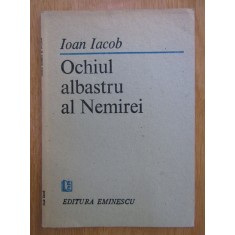 Ioan Iacob
Ochiul
albastru
al Nemirei
EDITURA EMINESCU